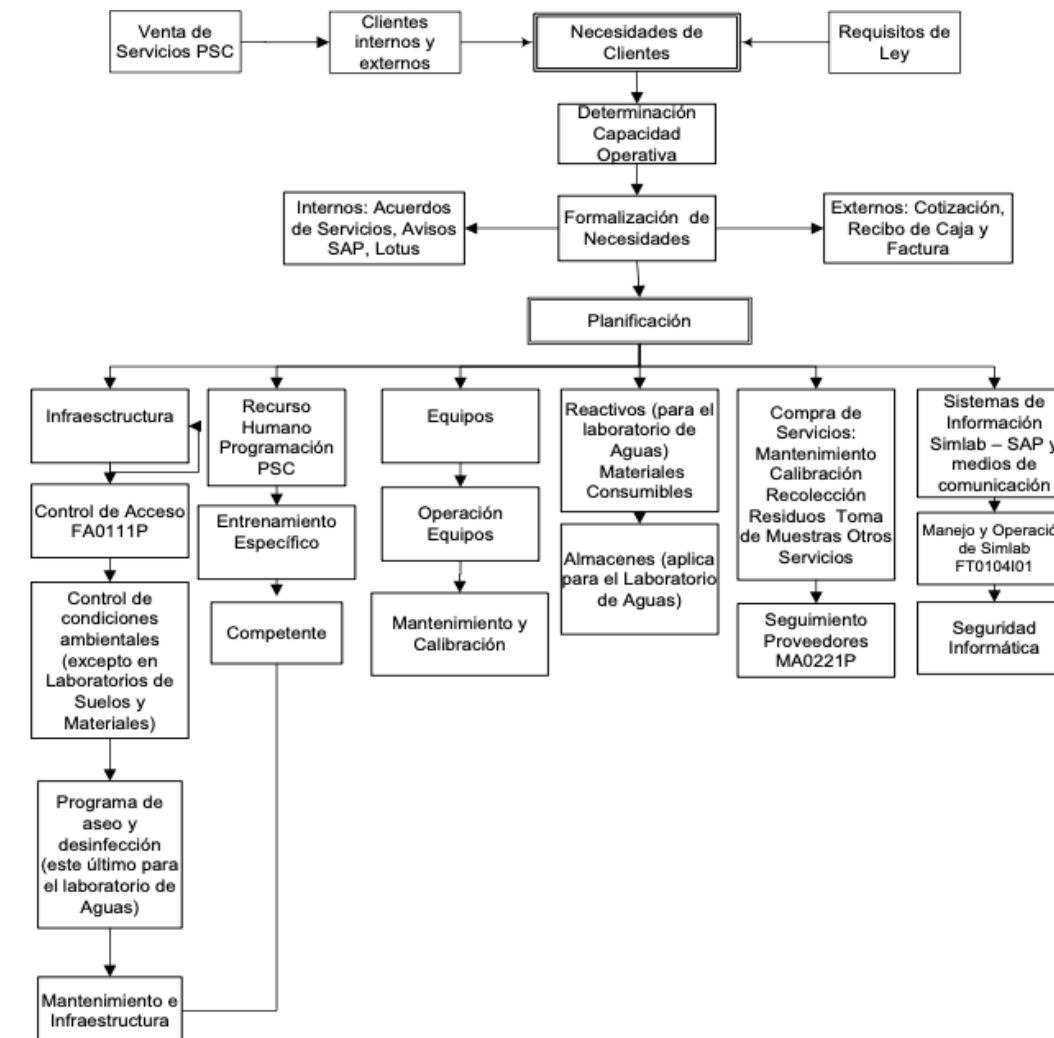 Venta de
Servicios PSC
Clientes
internos y
externos
Necesidades de
Clientes
Requisitos de
Ley
Determinación
Capacidad
Operativa
Internos: Acuerdos
de Servicios, Avisos
SAP, Lotus
Formalización de
Necesidades
Externos: Cotización,
Recibo de Caja y
Factura
Planificación
Infraesctructura
Recurso
Humano
Programación
PSC
Equipos
Reactivos (para el
laboratorio de
Aguas)
Materiales
Consumibles
Compra de
Servicios:
Mantenimiento
Calibración
Recolección
Residuos Toma
de Muestras Otros
Servicios
Sistemas de
Información
Simlab – SAP y
medios de
comunicación
Control de Acceso
FA0111P
Entrenamiento
Específico
Operación
Equipos
Almacenes (aplica
para el Laboratorio
de Aguas)
Manejo y Operació
de Simlab
FT0104I01
Control de
condiciones
ambientales
(excepto en
Laboratorios de
Suelos y
Materiales)
Competente
Mantenimiento y
Calibración
Seguimiento
Proveedores
MA0221P
Seguridad
Informática
Programa de
aseo y
desinfección
(este último para
el laboratorio de
Aguas)
Mantenimiento e
Infraestructura